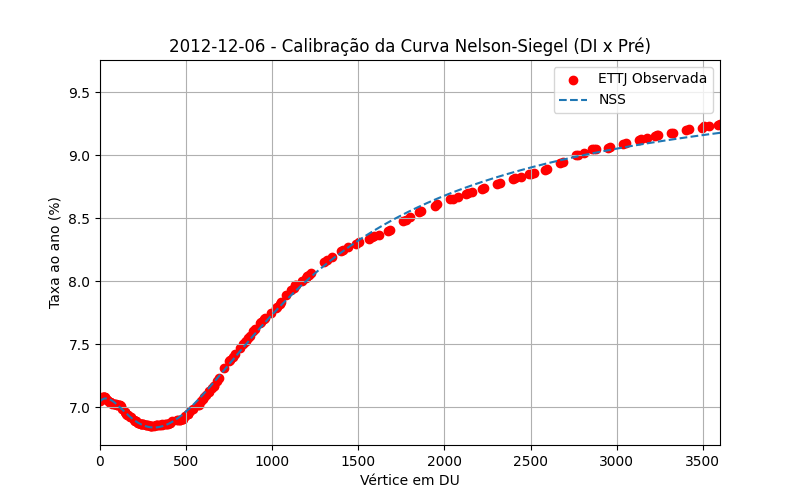 2012-12-06 - Calibração da Curva Nelson-Siegel (DI x Pré)
ETTJ Observada
NSS
Taxa ao ano (%)
9.5
9.0
8.5
8.0
7.5
7.0
0 500 1000 1500 2000 2500 3000 3500
Vértice em DU